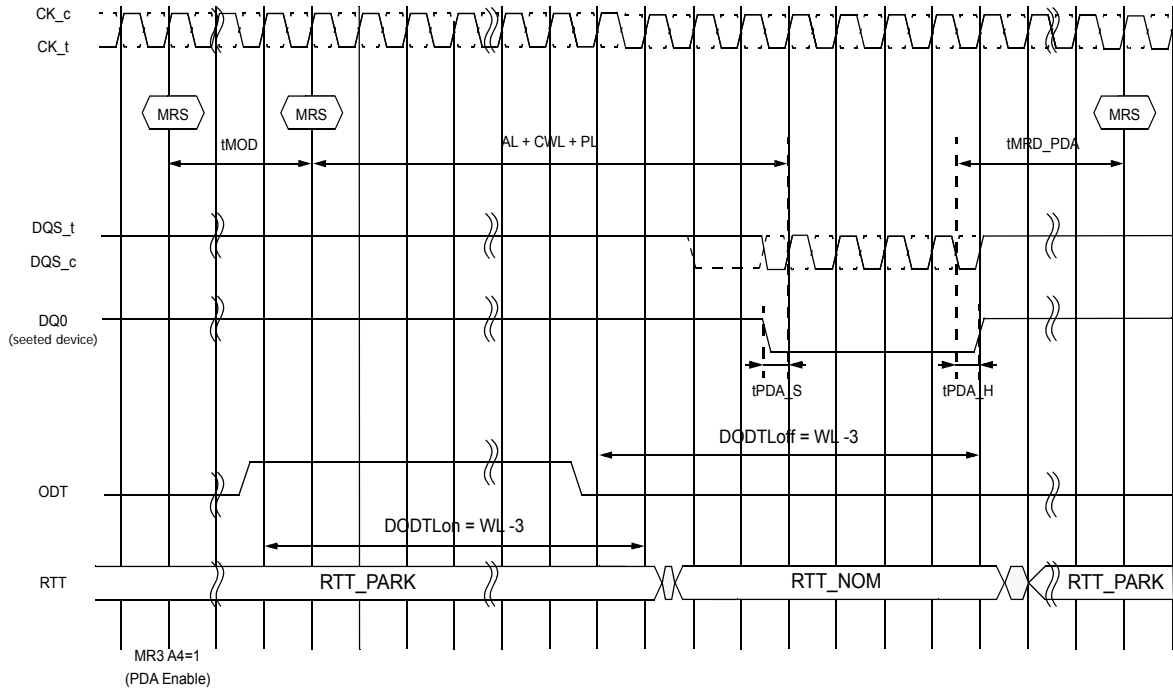 CK_c
CK_t
MRS
MRS
MRS
tMOD
AL + CWL + PL
tMRD_PDA
DQS_t
DQS_c
DQ0
(seeted device)
tPDA_S
tPDA_H
DODTLoff = WL -3
ODT
DODTLon = WL -3
RTT
RTT_PARK
RTT_NOM
RTT_PARK
MR3 A4=1
(PDA Enable)